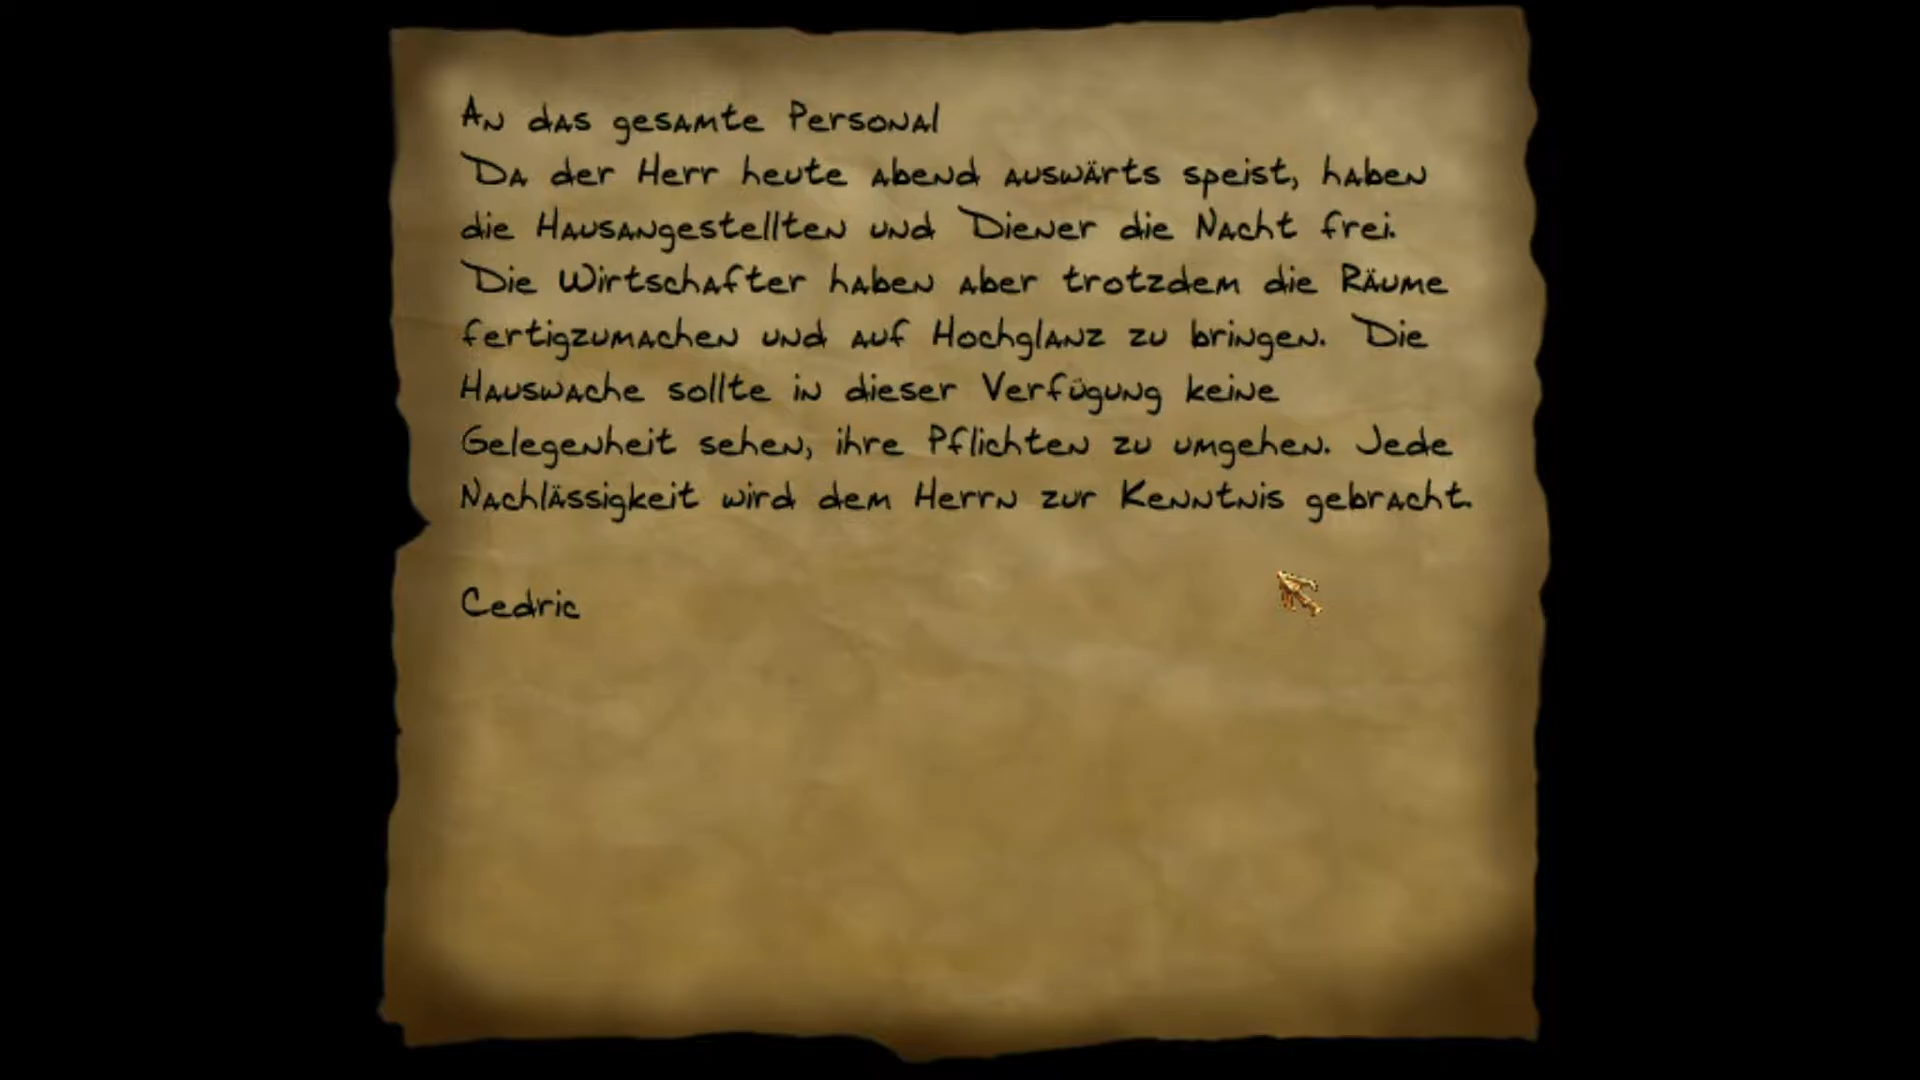 An das gesamte Personal
Da der Herr heute abend auswärts speist, haben
die Hausangestellten und Diener die Nacht frei.
Die Wirtschafter haben aber trotzdem die Räume
fertigzumachen und auf Hochglanz zu bringen. Die
Hauswache sollte in dieser Verfügung keine
Gelegenheit sehen, ihre Pflichten zu umgehen. Jede
Nachlässigkeit wird dem Herrn zur Kenntnis gebracht.
Cedric